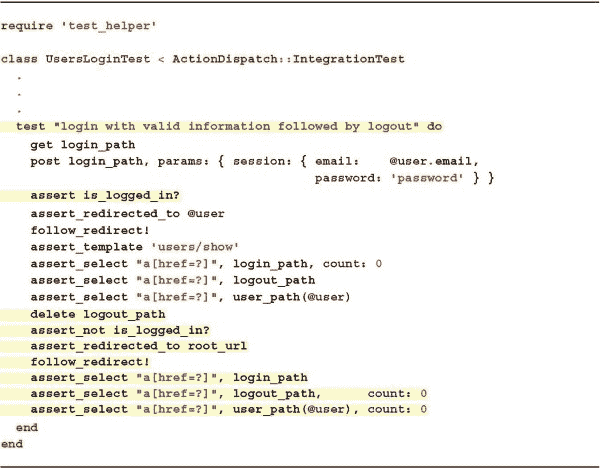 require 'test_helper'
class UsersLoginTest < ActionDispatch::IntegrationTest
.
.
.
test "login with valid information followed by logout" do
get login_path
post login_path, params: { session: { email:    @user.email,
password: 'password' } }
assert is_logged_in?
assert_redirected_to @user
follow_redirect!
assert_template 'users/show'
assert_select "a[href=?]", login_path, count: 0
assert_select "a[href=?]", logout_path
assert_select "a[href=?]", user_path(@user)
delete logout_path
assert_not is_logged_in?
assert_redirected_to root_url
follow_redirect!
assert_select "a[href=?]", login_path
assert_select "a[href=?]", logout_path,      count: 0
assert_select "a[href=?]", user_path(@user), count: 0
end
end